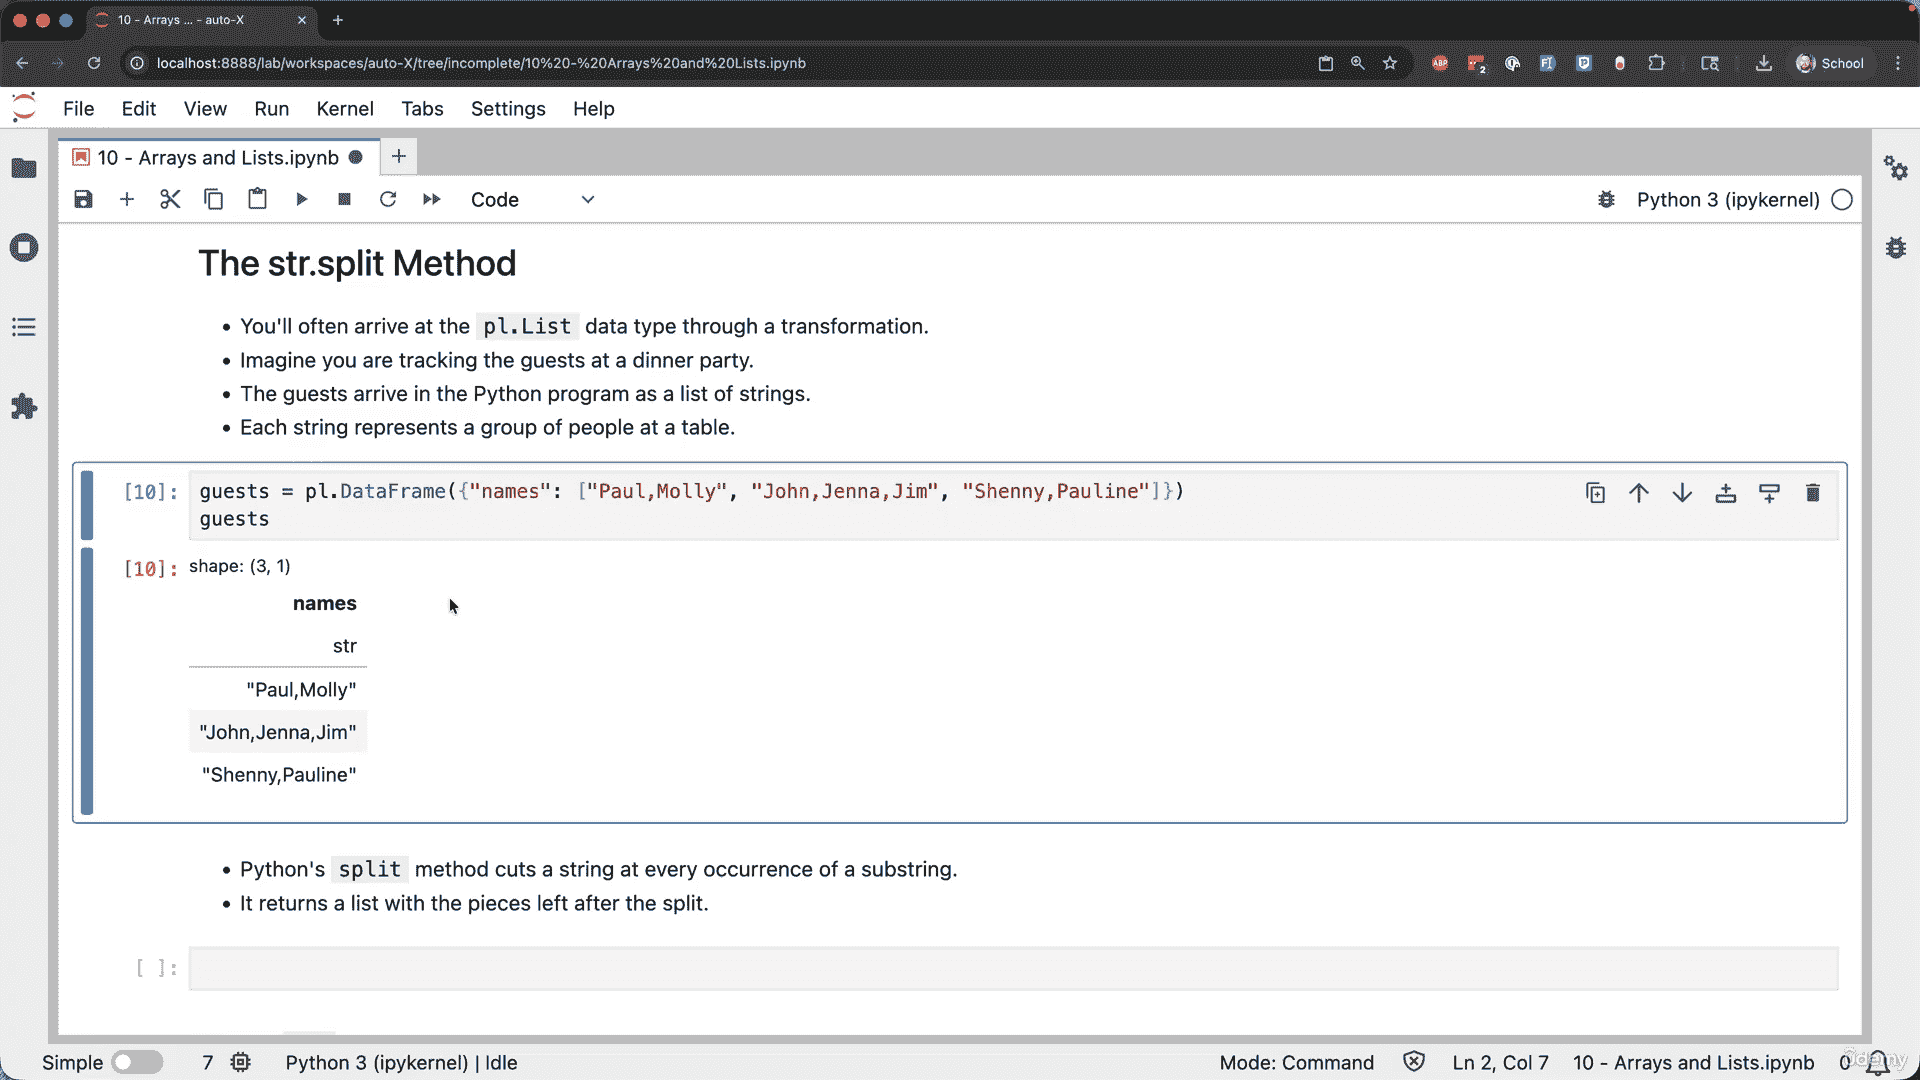 10 - Arrays ... - auto-X
localhost:8888/lab/workspaces/auto-X/tree/incomplete/10%20-%20Arrays%20and%20Lists.ipynb
ABP
2
School
File Edit View Run Kernel Tabs Settings Help
10 - Arrays and Lists.ipynb
Code
Python 3 (ipykernel)
The str.split Method
• You'll often arrive at the pl.List data type through a transformation.
• Imagine you are tracking the guests at a dinner party.
• The guests arrive in the Python program as a list of strings.
• Each string represents a group of people at a table.
[10]: guests = pl.DataFrame({"names": ["Paul,Molly", "John,Jenna,Jim", "Shenny,Pauline"]})
guests
[10]: shape: (3, 1)
names
str
"Paul,Molly"
"John,Jenna,Jim"
"Shenny,Pauline"
• Python's split method cuts a string at every occurrence of a substring.
• It returns a list with the pieces left after the split.
[ ]:
Simple 7 Python 3 (ipykernel) | Idle Mode: Command Ln 2, Col 7 10 - Arrays and Lists.ipynb 0
udemy